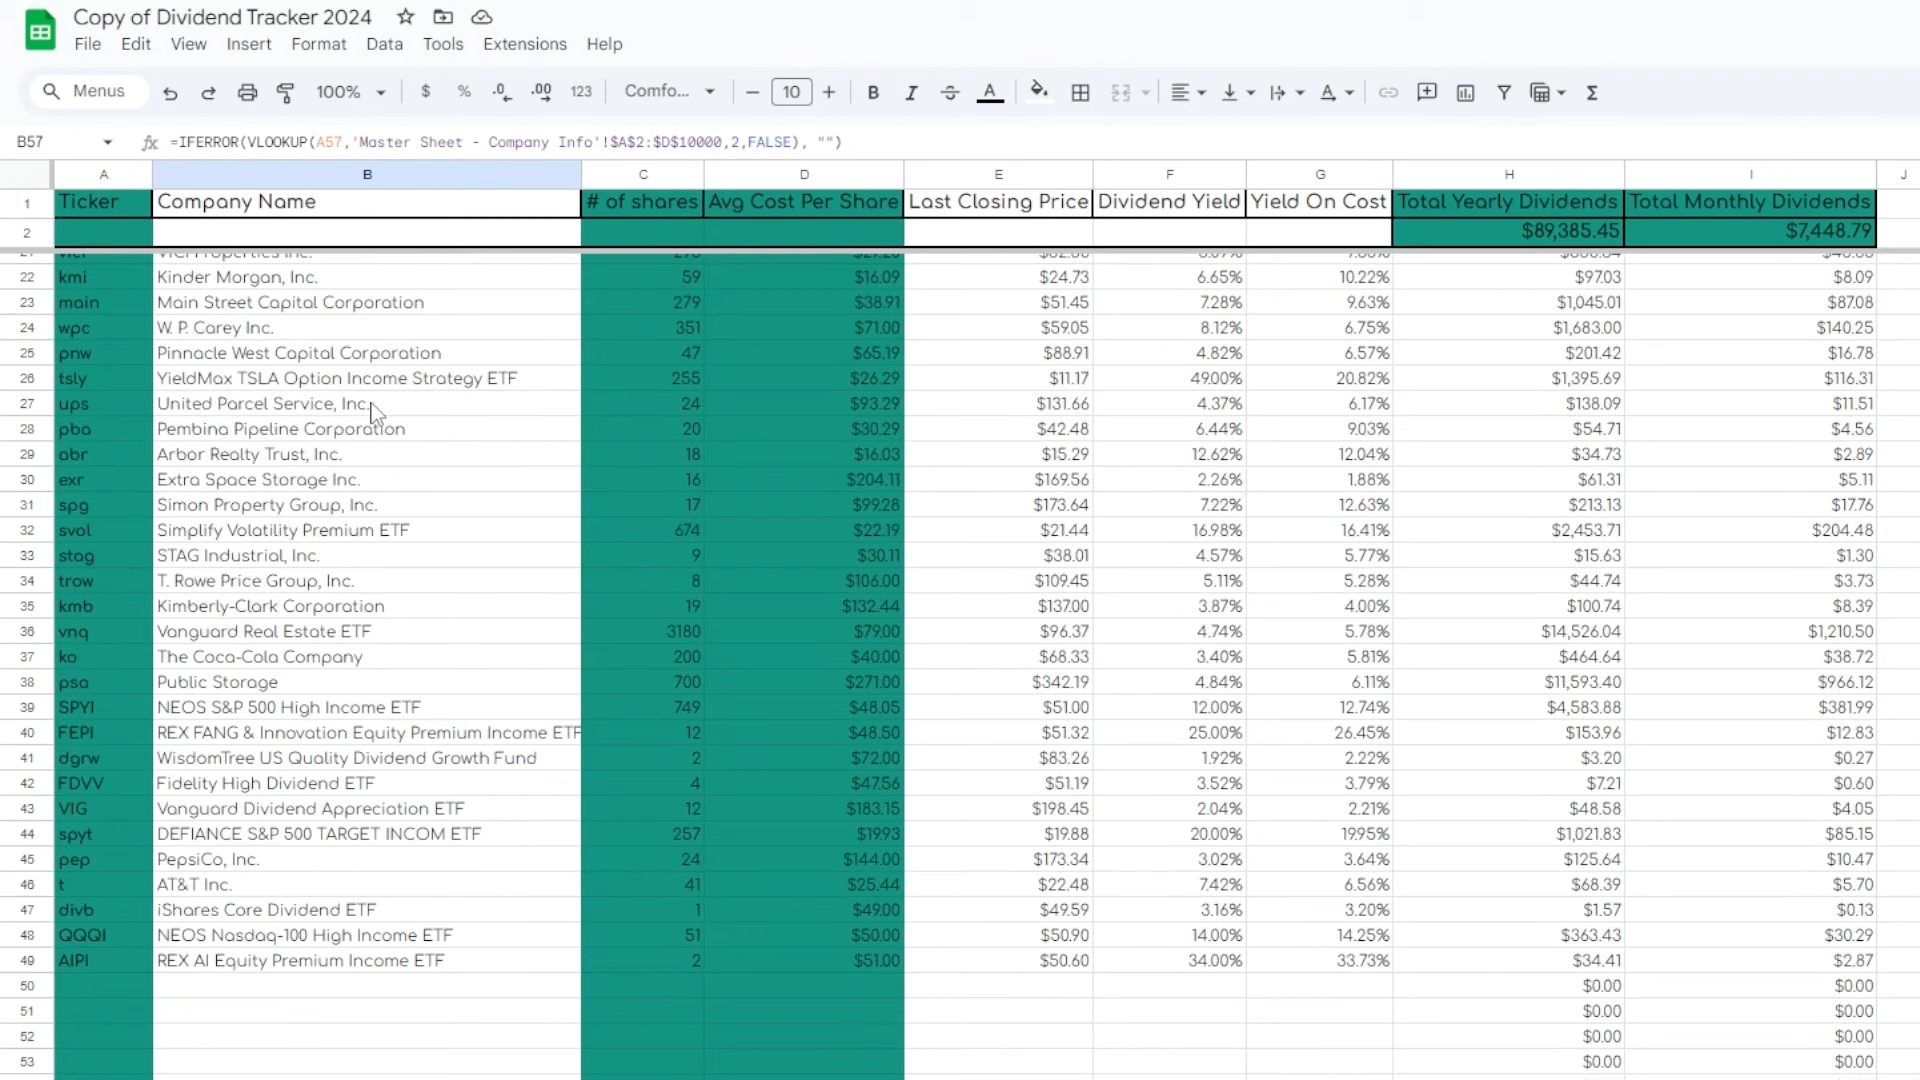 Copy of Dividend Tracker 2024
File Edit View Insert Format Data Tools Extensions Help
Menus 100% $ % .0 .00 123 Comfo... 10 B I A Σ
B57 fx =IFERROR(VLOOKUP(A57,'Master Sheet - Company Info'!$A$2:$D$10000,2,FALSE), "")
A B C D E F G H I J
1 Ticker Company Name # of shares Avg Cost Per Share Last Closing Price Dividend Yield Yield On Cost Total Yearly Dividends Total Monthly Dividends
2 $89,385.45 $7,448.79
22 kmi Kinder Morgan, Inc. 59 $16.09 $24.73 6.65% 10.22% $97.03 $8.09
23 main Main Street Capital Corporation 279 $38.91 $51.45 7.28% 9.63% $1,045.01 $87.08
24 wpc W. P. Carey Inc. 351 $71.00 $59.05 8.12% 6.75% $1,683.00 $140.25
25 pnw Pinnacle West Capital Corporation 47 $65.19 $88.91 4.82% 6.57% $201.42 $16.78
26 tsly YieldMax TSLA Option Income Strategy ETF 255 $26.29 $11.17 49.00% 20.82% $1,395.69 $116.31
27 ups United Parcel Service, Inc. 24 $93.29 $131.66 4.37% 6.17% $138.09 $11.51
28 pba Pembina Pipeline Corporation 20 $30.29 $42.48 6.44% 9.03% $54.71 $4.56
29 abr Arbor Realty Trust, Inc. 18 $16.03 $15.29 12.62% 12.04% $34.73 $2.89
30 exr Extra Space Storage Inc. 16 $204.11 $169.56 2.26% 1.88% $61.31 $5.11
31 spg Simon Property Group, Inc. 17 $99.28 $173.64 7.22% 12.63% $213.13 $17.76
32 svol Simplify Volatility Premium ETF 674 $22.19 $21.44 16.98% 16.41% $2,453.71 $204.48
33 stag STAG Industrial, Inc. 9 $30.11 $38.01 4.57% 5.77% $15.63 $1.30
34 trow T. Rowe Price Group, Inc. 8 $106.00 $109.45 5.11% 5.28% $44.74 $3.73
35 kmb Kimberly-Clark Corporation 19 $132.44 $137.00 3.87% 4.00% $100.74 $8.39
36 vnq Vanguard Real Estate ETF 3180 $79.00 $96.37 4.74% 5.78% $14,526.04 $1,210.50
37 ko The Coca-Cola Company 200 $40.00 $68.33 3.40% 5.81% $464.64 $38.72
38 psa Public Storage 700 $271.00 $342.19 4.84% 6.11% $11,593.40 $966.12
39 SPYI NEOS S&P 500 High Income ETF 749 $48.05 $51.00 12.00% 12.74% $4,583.88 $381.99
40 FEPI REX FANG & Innovation Equity Premium Income ETF 12 $48.50 $51.32 25.00% 26.45% $153.96 $12.83
41 dgrw WisdomTree US Quality Dividend Growth Fund 2 $72.00 $83.26 1.92% 2.22% $3.20 $0.27
42 FDVV Fidelity High Dividend ETF 4 $47.56 $51.19 3.52% 3.79% $7.21 $0.60
43 VIG Vanguard Dividend Appreciation ETF 12 $183.15 $198.45 2.04% 2.21% $48.58 $4.05
44 spyt DEFIANCE S&P 500 TARGET INCOM ETF 257 $19.93 $19.88 20.00% 19.95% $1,021.83 $85.15
45 pep PepsiCo, Inc. 24 $144.00 $173.34 3.02% 3.64% $125.64 $10.47
46 t AT&T Inc. 41 $25.44 $22.48 7.42% 6.56% $68.39 $5.70
47 divb iShares Core Dividend ETF 1 $49.00 $49.59 3.16% 3.20% $1.57 $0.13
48 QQQI NEOS Nasdaq-100 High Income ETF 51 $50.00 $50.90 14.00% 14.25% $363.43 $30.29
49 AIPI REX AI Equity Premium Income ETF 2 $51.00 $50.60 34.00% 33.73% $34.41 $2.87
50 $0.00 $0.00
51 $0.00 $0.00
52 $0.00 $0.00
53 $0.00 $0.00